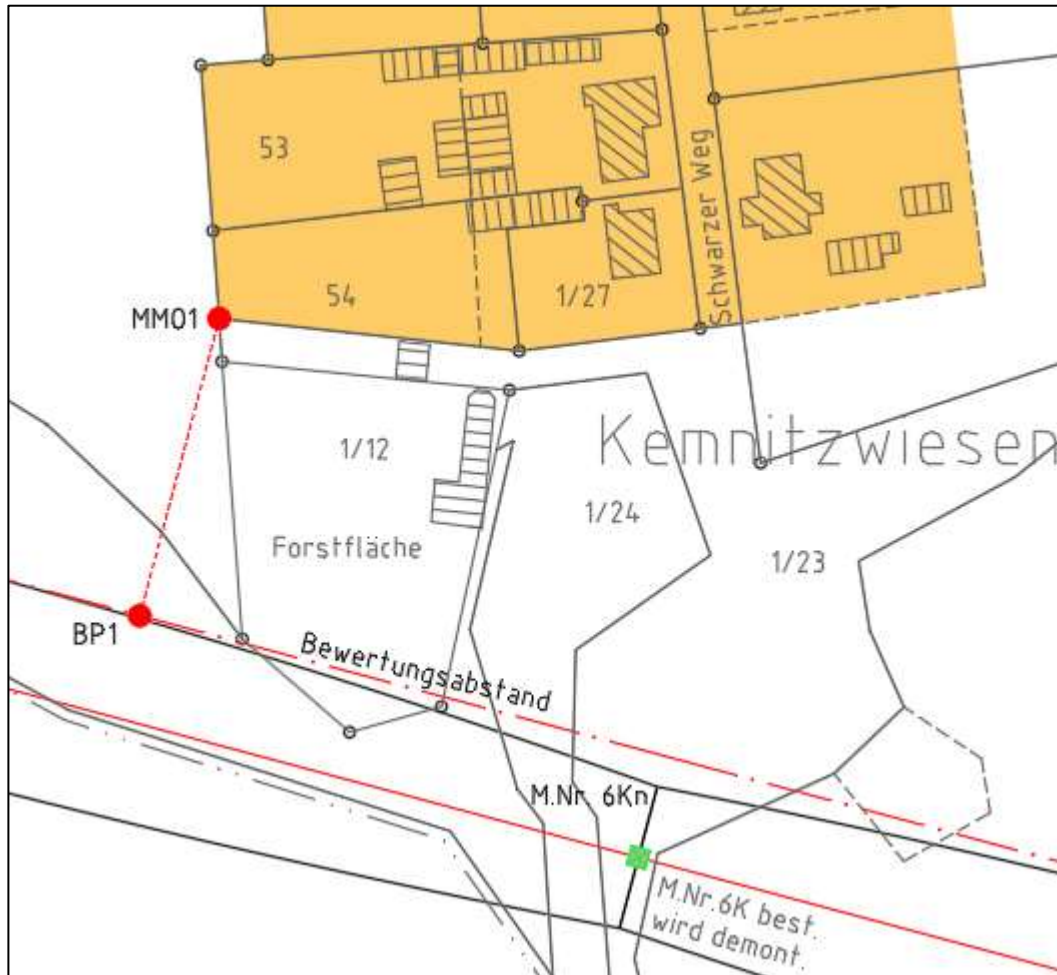 53
Schwarzer Weg
54
1/27
MMO1
Kemnitzwiesen
1/12
1/24
Forstfläche
1/23
BP1
Bewertungsabstand
M.Nr. 6Kn
M.Nr.6K best.
wird demont.